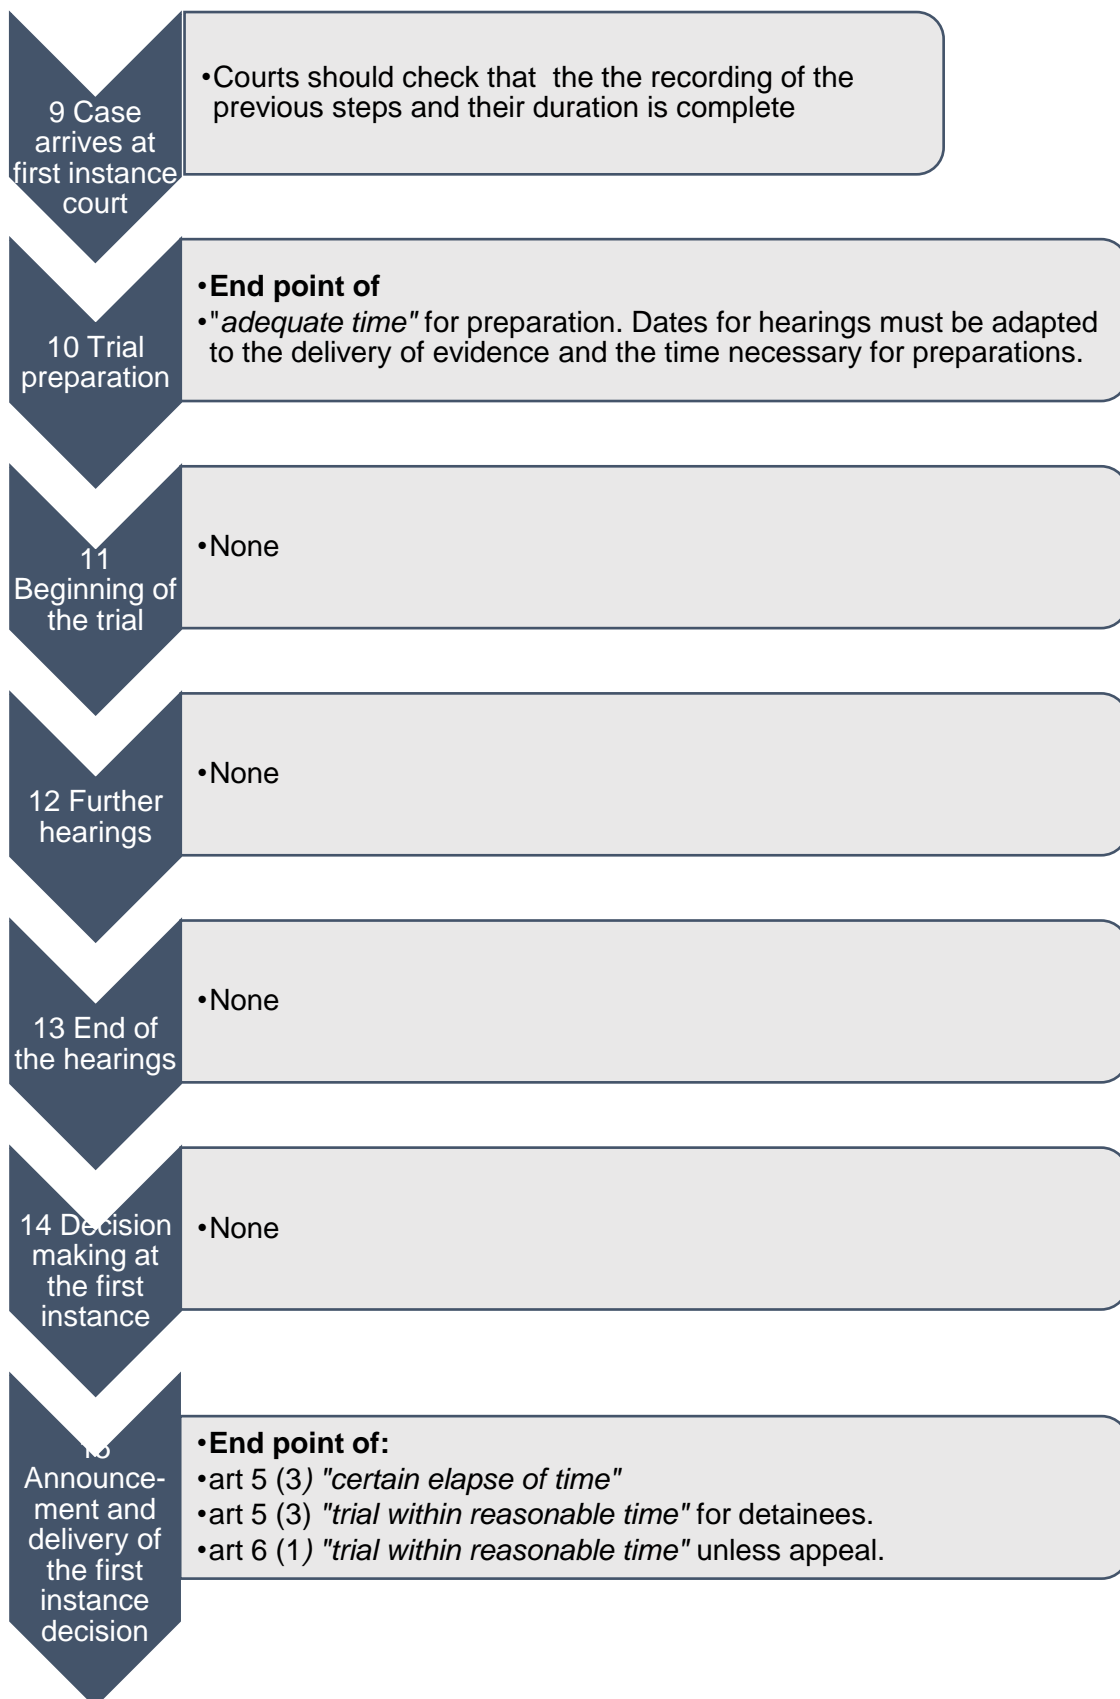 9 Case
arrives at
first instance
court
•Courts should check that  the the recording of the
previous steps and their duration is complete
10 Trial
preparation
•End point of
•"adequate time" for preparation. Dates for hearings must be adapted
to the delivery of evidence and the time necessary for preparations.
11
Beginning of
the trial
•None
12 Further
hearings
•None
13 End of
the hearings
•None
14 Decision
making at
the first
instance
•None
15
Announce-
ment and
delivery of
the first
instance
decision
•End point of:
•art 5 (3) "certain elapse of time"
•art 5 (3) "trial within reasonable time" for detainees.
•art 6 (1) "trial within reasonable time" unless appeal.